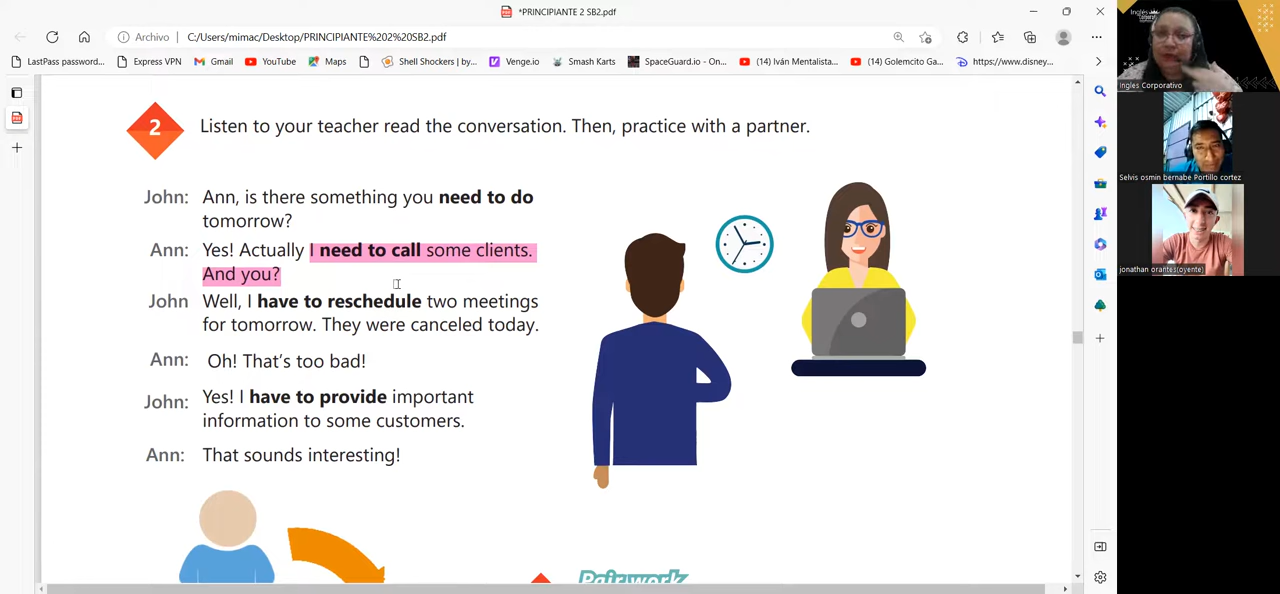 *PRINCIPIANTE 2 SB2.pdf
Archivo
C:/Users/mimac/Desktop/PRINCIPIANTE%202%20SB2.pdf
LastPass password...
Express VPN
Gmail
YouTube
Maps
Shell Shockers | by...
Venge.io
Smash Karts
SpaceGuard.io - On...
(14) Iván Mentalista...
(14) Golemcito Ga...
https://www.disney...
2
Listen to your teacher read the conversation. Then, practice with a partner.
John: Ann, is there something you need to do
tomorrow?
Ann: Yes! Actually I need to call some clients.
And you?
John Well, I have to reschedule two meetings
for tomorrow. They were canceled today.
Ann: Oh! That's too bad!
John: Yes! I have to provide important
information to some customers.
Ann: That sounds interesting!
Pair work
Inglés
Corporativo
Ingles Corporativo
Selvis osmin bernabe Portillo cortez
jonathan orantes(oyente)